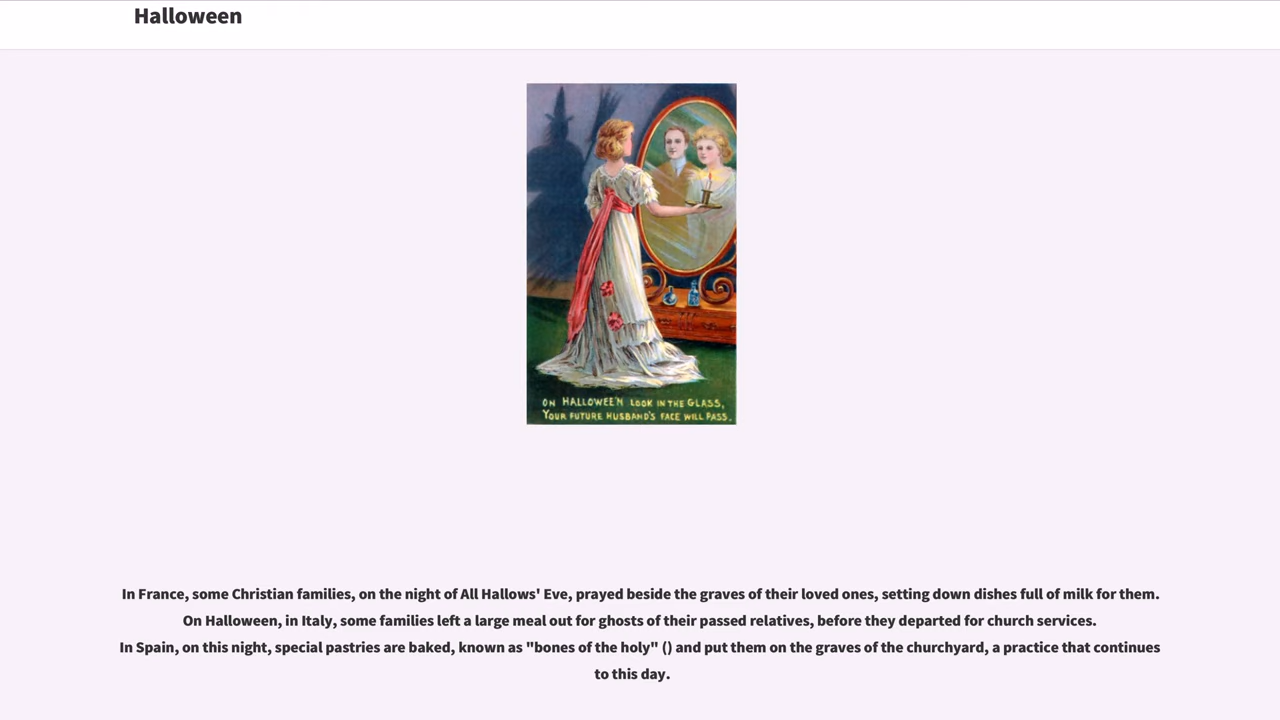 Halloween
ON HALLOWEE'N LOOK IN THE GLASS,
YOUR FUTURE HUSBAND'S FACE WILL PASS.
In France, some Christian families, on the night of All Hallows' Eve, prayed beside the graves of their loved ones, setting down dishes full of milk for them.
On Halloween, in Italy, some families left a large meal out for ghosts of their passed relatives, before they departed for church services.
In Spain, on this night, special pastries are baked, known as "bones of the holy" () and put them on the graves of the churchyard, a practice that continues
to this day.